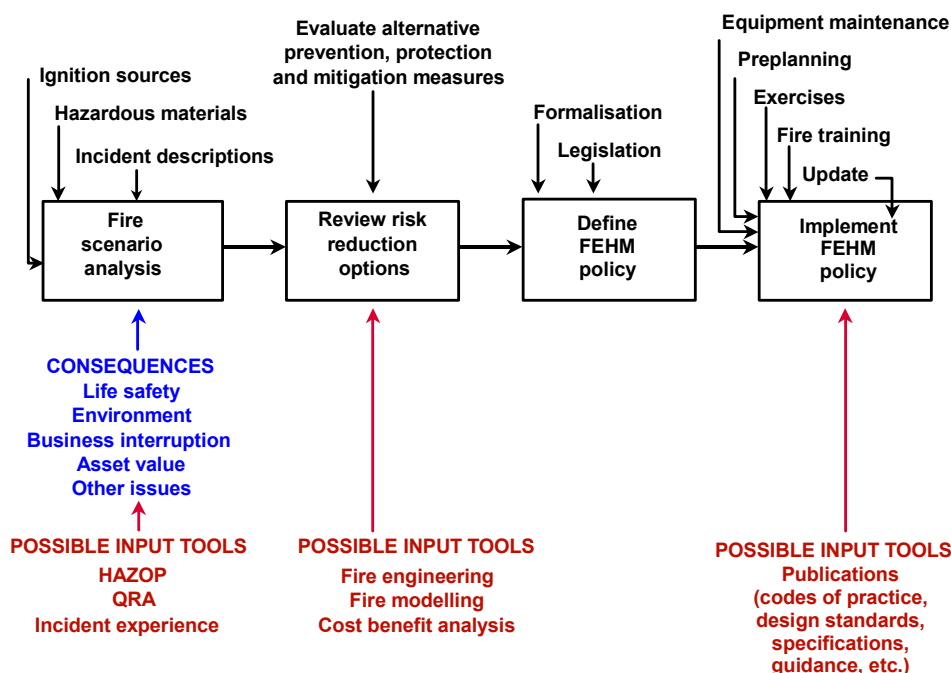 Equipment maintenance
Evaluate alternative
prevention, protection
and mitigation measures
Preplanning
Ignition sources
Exercises
Hazardous materials
Formalisation
Fire training
Incident descriptions
Legislation
Update
Fire
scenario
analysis
Review risk
reduction
options
Define
FEHM
policy
Implement
FEHM
policy
CONSEQUENCES
Life safety
Environment
Business interruption
Asset value
Other issues
POSSIBLE INPUT TOOLS
HAZOP
QRA
Incident experience
POSSIBLE INPUT TOOLS
Fire engineering
Fire modelling
Cost benefit analysis
POSSIBLE INPUT TOOLS
Publications
(codes of practice,
design standards,
specifications,
guidance, etc.)